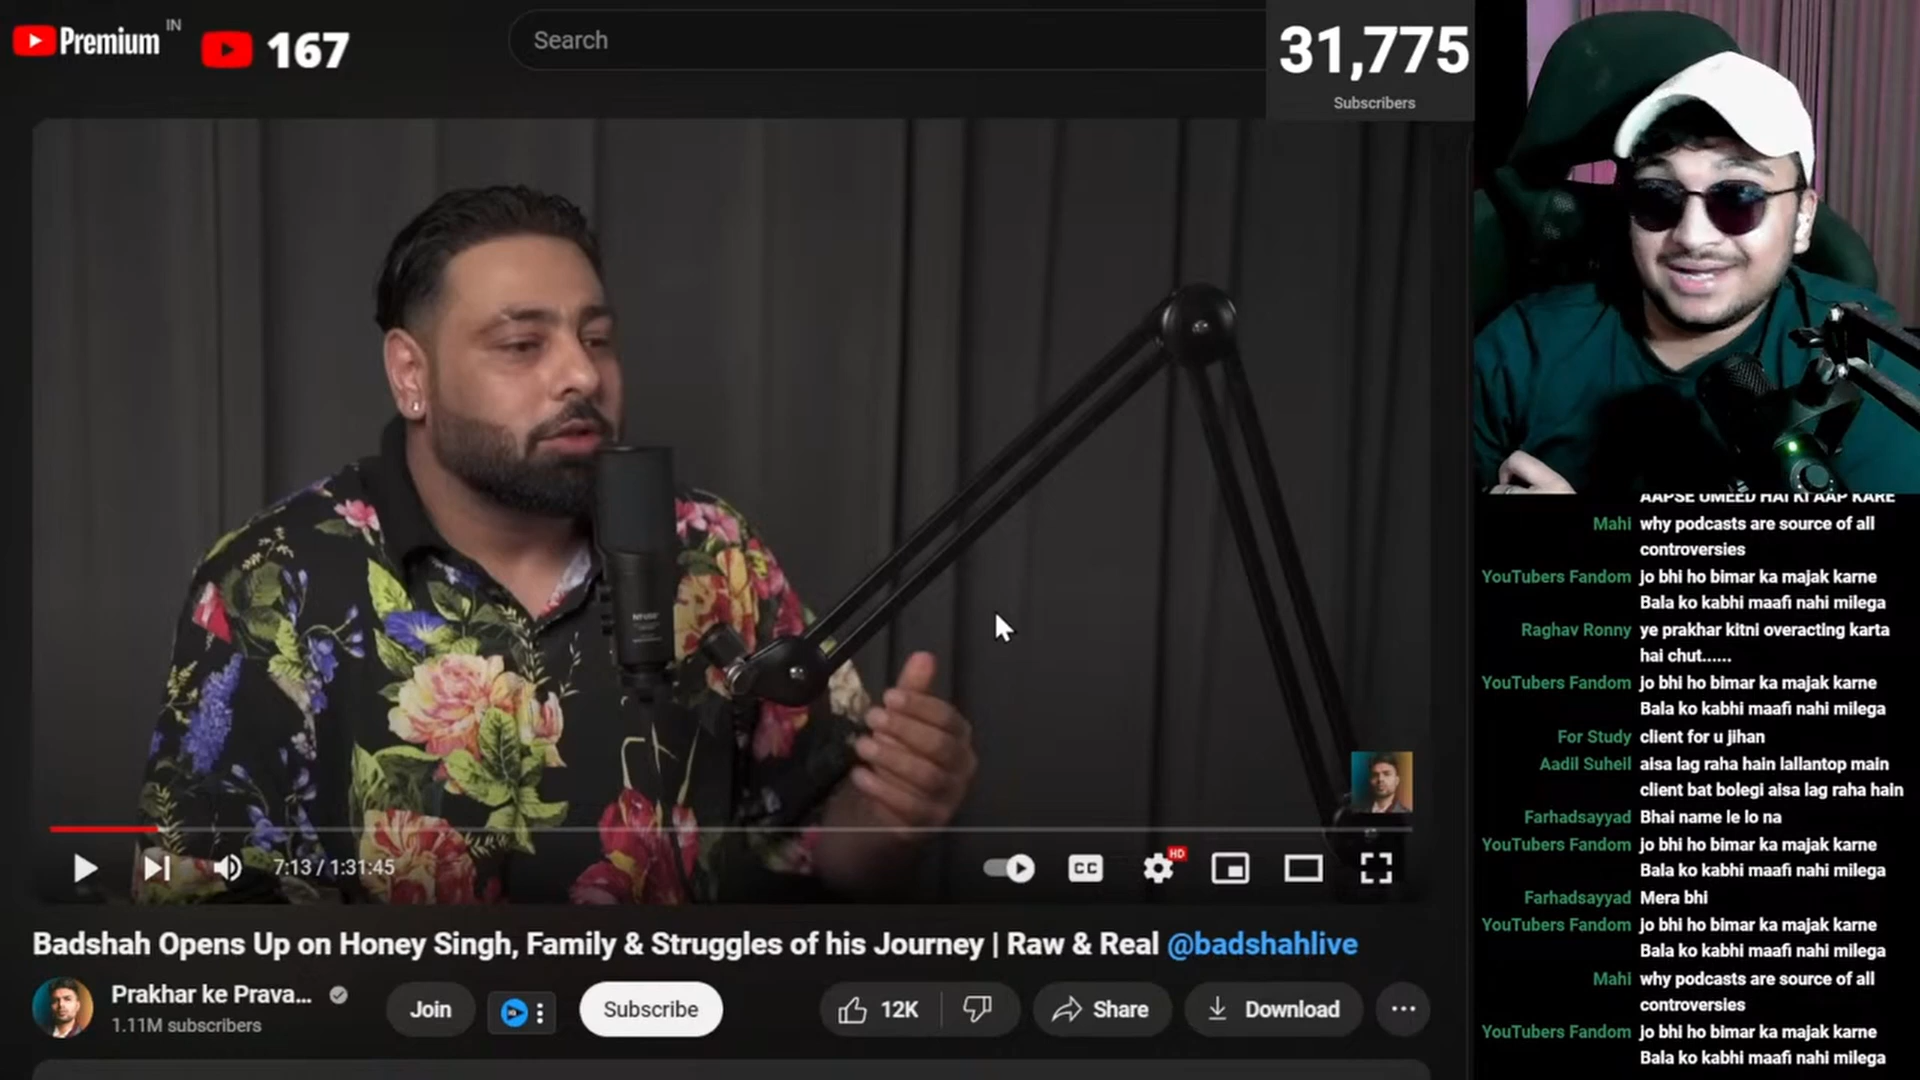 Premium IN
167
Search
31,775
Subscribers
7:13 / 1:31:45
CC
HD
Badshah Opens Up on Honey Singh, Family & Struggles of his Journey | Raw & Real @badshahlive
Prakhar ke Prava...
1.11M subscribers
Join
Subscribe
12K
Share
Download
AAPSE UMEED HAI KI AAP KARE
Mahi why podcasts are source of all
controversies
YouTubers Fandom jo bhi ho bimar ka majak karne
Bala ko kabhi maafi nahi milega
Raghav Ronny ye prakhar kitni overacting karta
hai chut......
YouTubers Fandom jo bhi ho bimar ka majak karne
Bala ko kabhi maafi nahi milega
For Study client for u jihan
Aadil Suheil aisa lag raha hain lallantop main
client bat bolegi aisa lag raha hain
Farhadsayyad Bhai name le lo na
YouTubers Fandom jo bhi ho bimar ka majak karne
Bala ko kabhi maafi nahi milega
Farhadsayyad Mera bhi
YouTubers Fandom jo bhi ho bimar ka majak karne
Bala ko kabhi maafi nahi milega
Mahi why podcasts are source of all
controversies
YouTubers Fandom jo bhi ho bimar ka majak karne
Bala ko kabhi maafi nahi milega